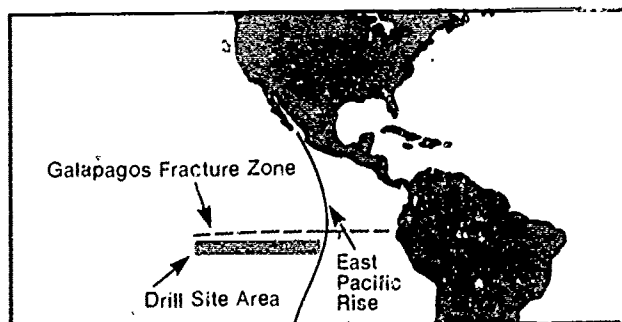 Galapagos Fracture Zone
East
Pacific
Rise
Drill Site Area